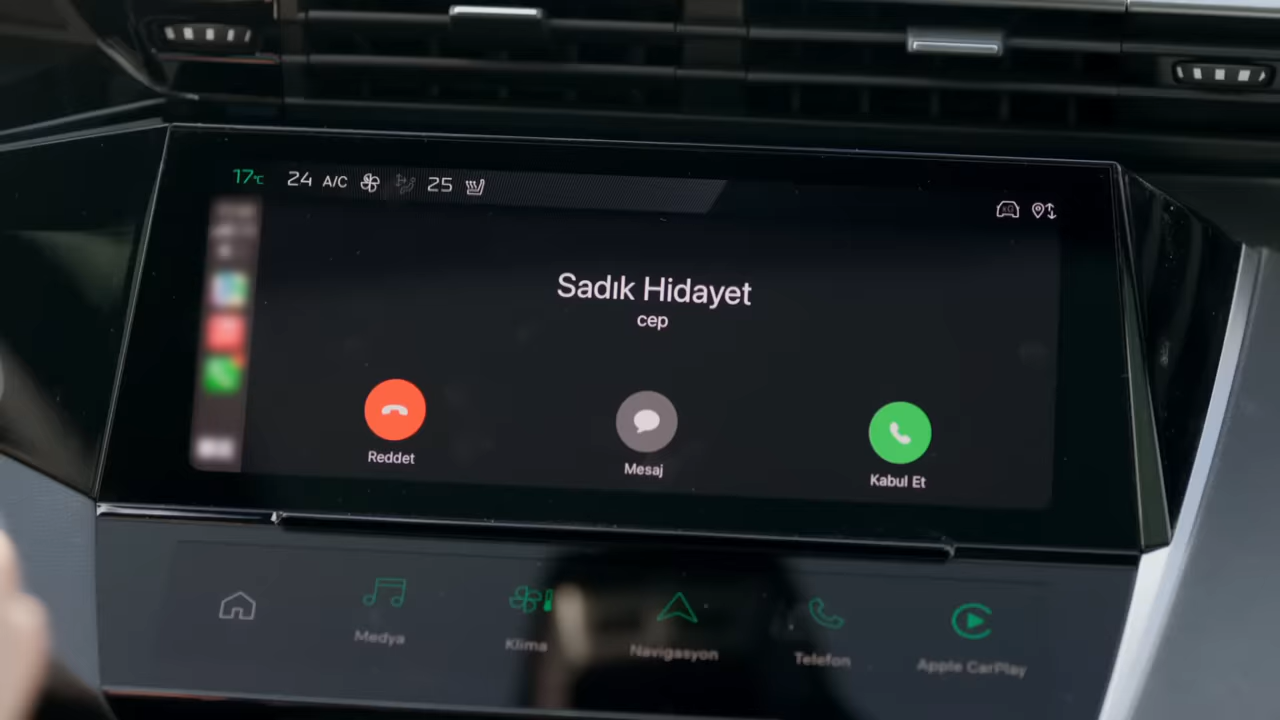 17°C 24 A/C 25
Sadık Hidayet
cep
Reddet
Mesaj
Kabul Et
Medya
Klima
Navigasyon
Telefon
Apple CarPlay